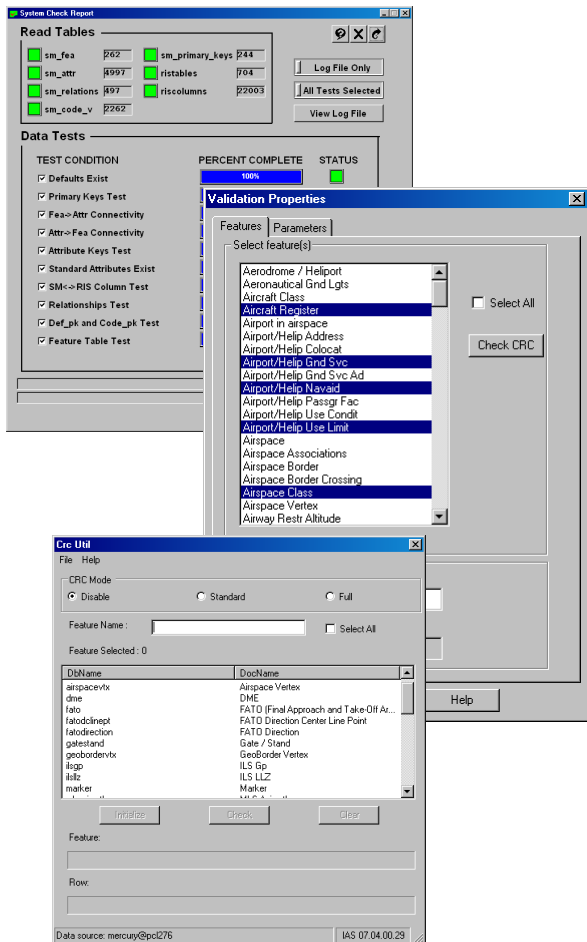 System Check Report
Read Tables
sm_fea 262 sm_primary_keys 244
sm_attr 4997 ristables 704
sm_relations 497 riscolumns 22003
sm_code_v 2262
Log File Only
All Tests Selected
View Log File
Data Tests
TEST CONDITION PERCENT COMPLETE STATUS
Defaults Exist 100%
Primary Keys Test
Fea->Attr Connectivity
Attr->Fea Connectivity
Attribute Keys Test
Standard Attributes Exist
SM<->RIS Column Test
Relationships Test
Def_pk and Code_pk Test
Feature Table Test
Validation Properties
Features Parameters
Select feature(s)
Aerodrome / Heliport
Aeronautical Gnd Lgts
Aircraft Class
Aircraft Register
Airport in airspace
Airport/Help Address
Airport/Help Colocat
Airport/Help Gnd Svc
Airport/Help Gnd Svc Ad
Airport/Help Navaid
Airport/Help Passgr Fac
Airport/Help Use Condit
Airport/Help Use Limit
Airspace
Airspace Associations
Airspace Border
Airspace Border Crossing
Airspace Class
Airspace Vertex
Airway Restr Altitude
Select All
Check CRC
Help
Crc Util
File Help
CRC Mode
Disable Standard Full
Feature Name :
Select All
Feature Selected : 0
DbName DocName
airspacevtx Airspace Vertex
dme DME
fato FATO (Final Approach and Take-Off Ar...
fatodclinept FATO Direction Center Line Point
fatodirection FATO Direction
gatestand Gate / Stand
geobordervtx GeoBorder Vertex
ilsgp ILS Gp
ilsllz ILS LLZ
marker Marker
Initialize Check Clear
Feature:
Row:
Data source: mercury@pcl276 IAS 07.04.00.29